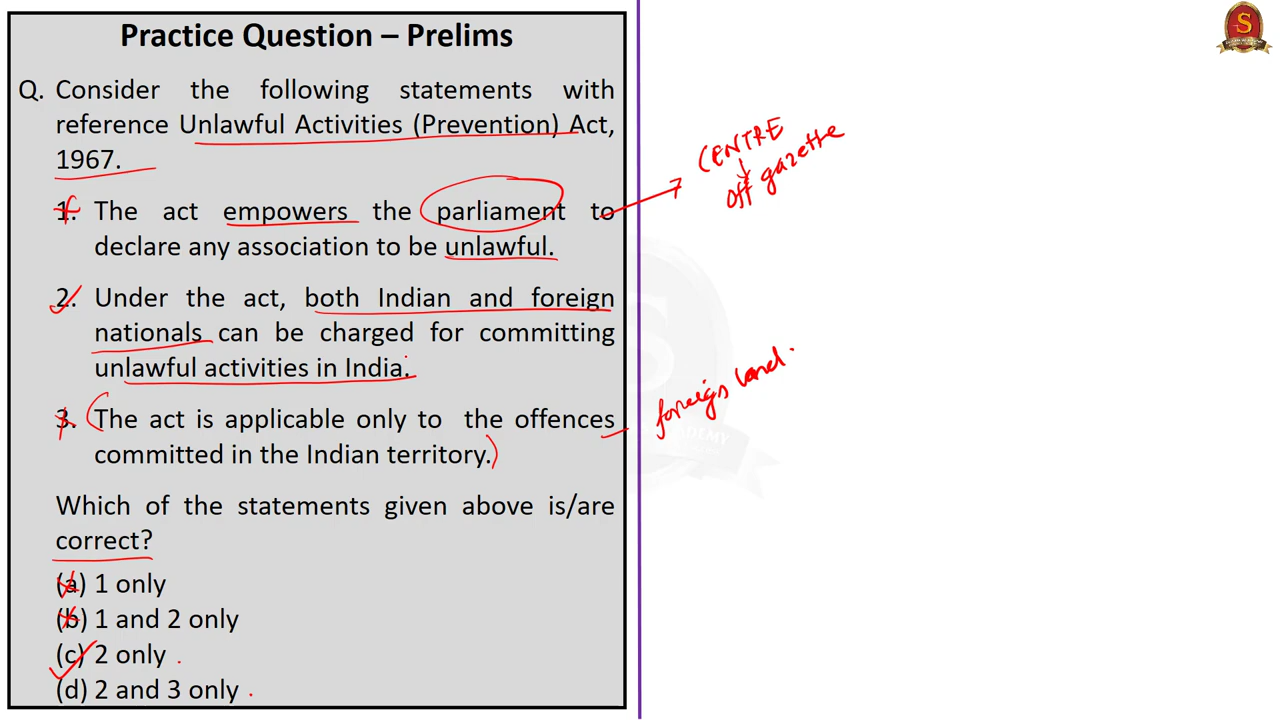 Practice Question – Prelims
Q. Consider the following statements with
reference Unlawful Activities (Prevention) Act,
1967.
1. The act empowers the parliament to
declare any association to be unlawful.
2. Under the act, both Indian and foreign
nationals can be charged for committing
unlawful activities in India.
3. The act is applicable only to the offences
committed in the Indian territory.
Which of the statements given above is/are
correct?
(a) 1 only
(b) 1 and 2 only
(c) 2 only
(d) 2 and 3 only
CENTRE
off gazette
foreign land.
S
S
ACADEMY